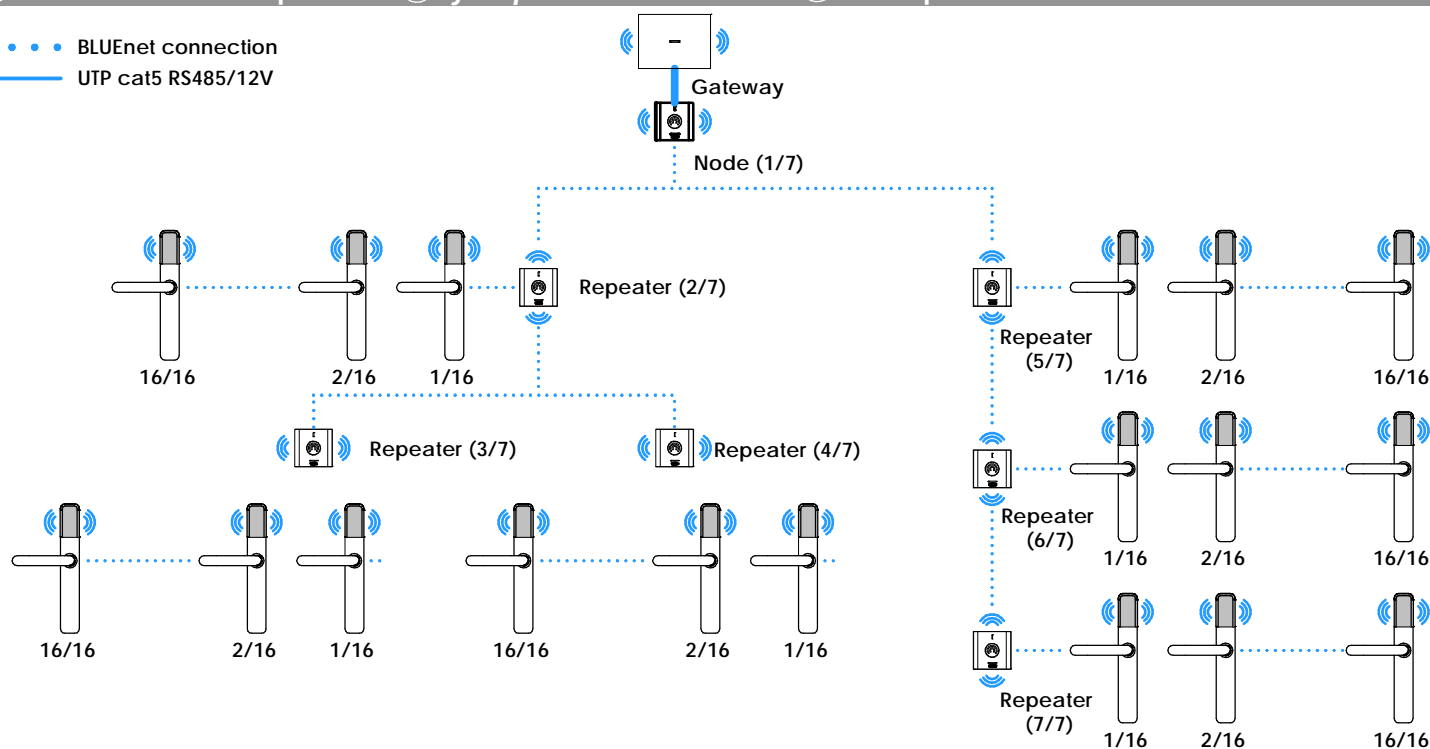 BLUEnet connection
UTP cat5 RS485/12V
Gateway
Node (1/7)
Repeater (2/7)
16/16
2/16
1/16
Repeater
(5/7)
1/16
2/16
16/16
Repeater (3/7)
Repeater (4/7)
Repeater
(6/7)
1/16
2/16
16/16
16/16
2/16
1/16
16/16
2/16
1/16
Repeater
(7/7)
1/16
2/16
16/16